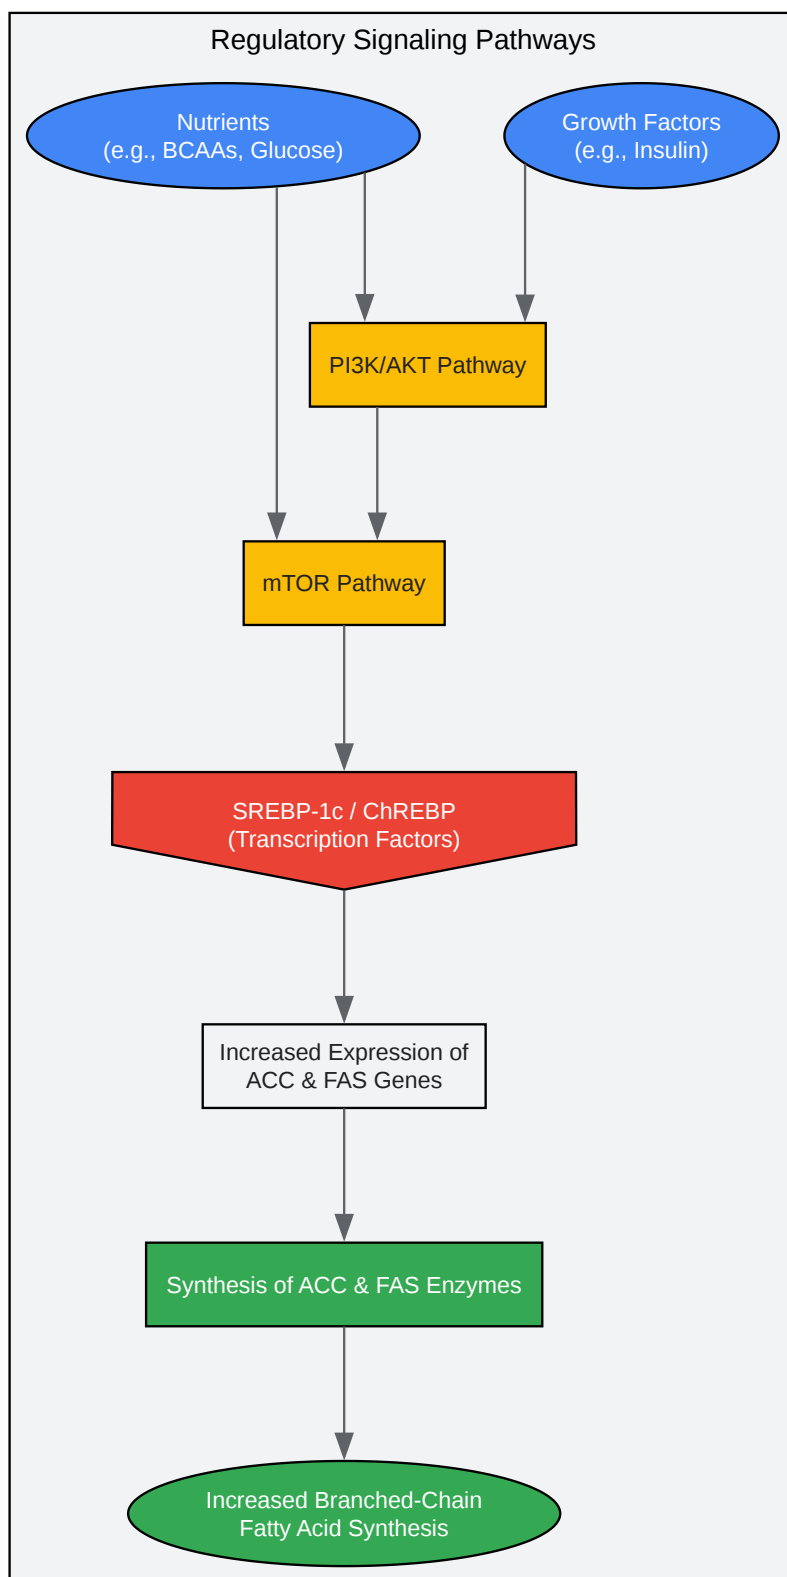 Regulatory Signaling Pathways
Nutrients
(e.g., BCAAs, Glucose)
Growth Factors
(e.g., Insulin)
PI3K/AKT Pathway
mTOR Pathway
SREBP-1c / ChREBP
(Transcription Factors)
Increased Expression of
ACC & FAS Genes
Synthesis of ACC & FAS Enzymes
Increased Branched-Chain
Fatty Acid Synthesis